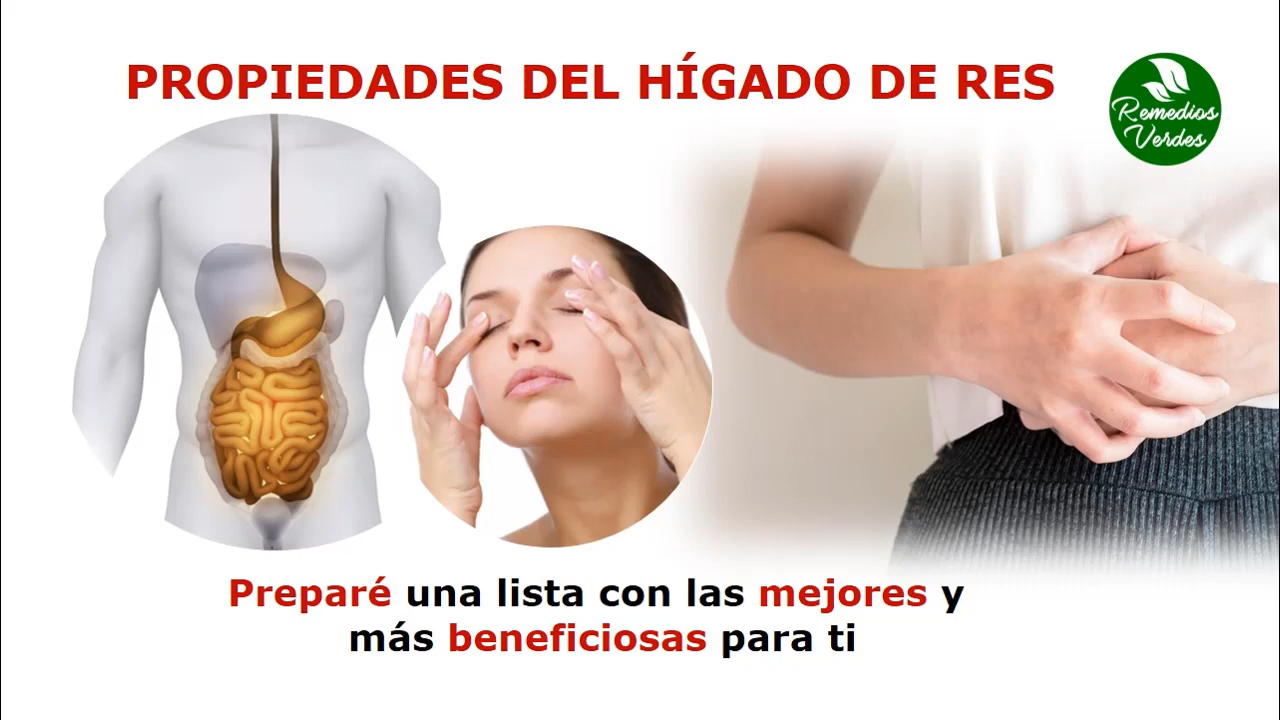 PROPIEDADES DEL HÍGADO DE RES
Remedios
Verdes
Preparé una lista con las mejores y
más beneficiosas para ti